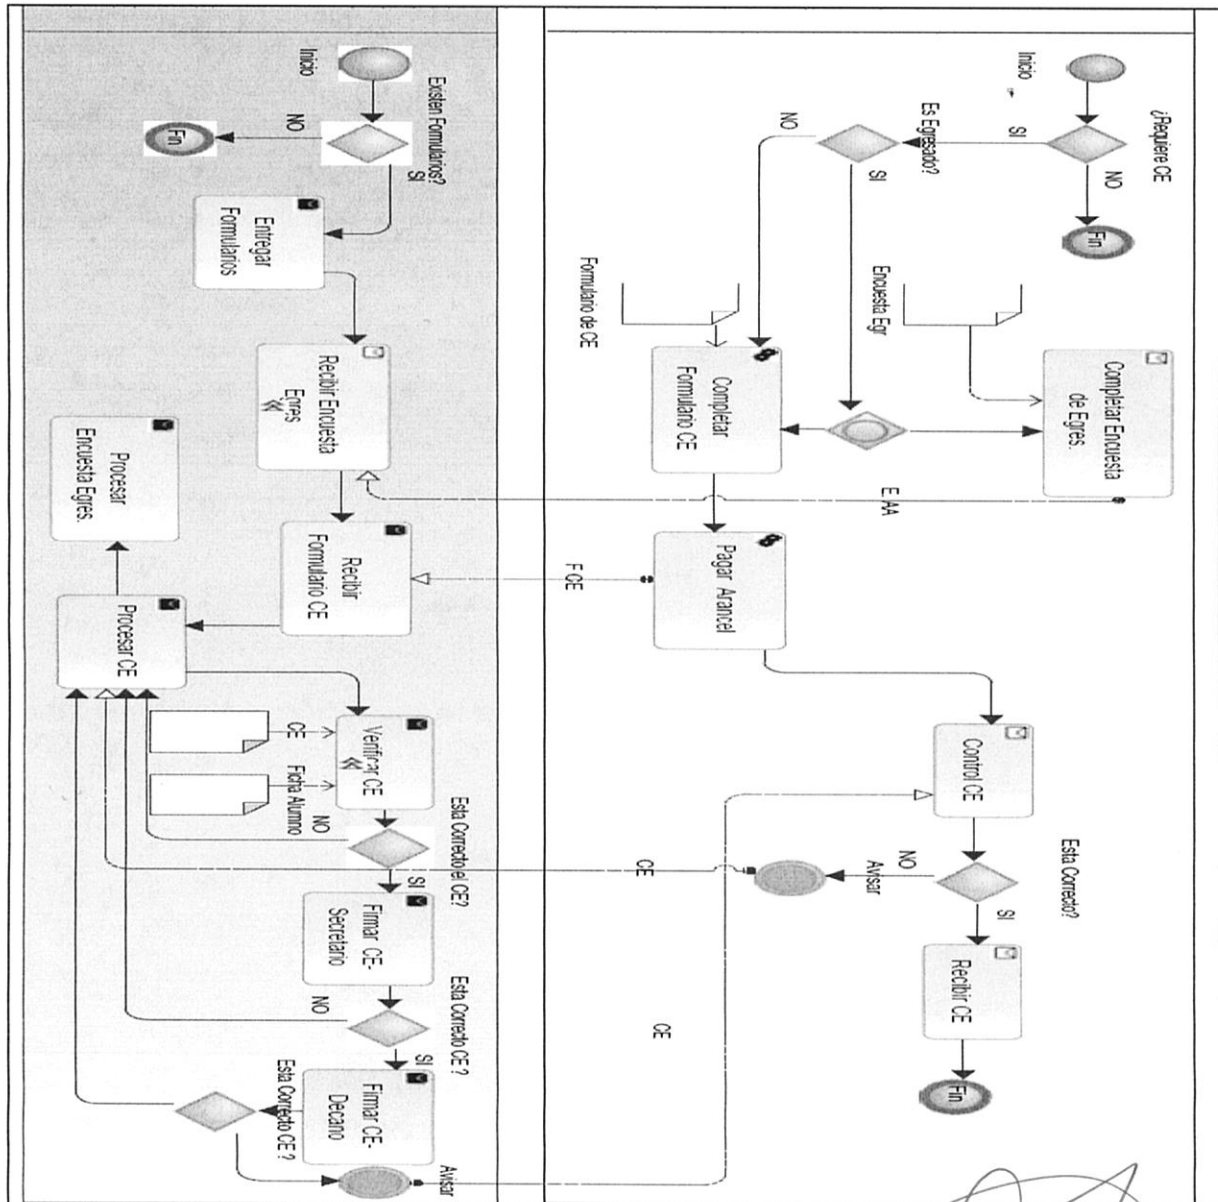 ¿Requiere CE
Inicio
NO
Fin
SI
Es Egresado?
SI
NO
Encuesta Egr
Completar Encuesta
de Egres.
Formulario de CE
Completar
Formulario CE
E AA
Pagar Arancel
F CE
Control CE
Esta Correcto?
NO
Avisar
SI
Recibir CE
Fin
CE
CE
Existen Formularios?
Inicio
NO
Fin
SI
Entregar
Formularios
Recibir Encuesta
Egres.
Recibir
Formulario CE
Procesar CE
Procesar
Encuesta Egres.
Verificar CE
CE
Ficha Alumno
Esta Correcto el CE?
NO
SI
Firmar CE-
Secretario
Esta Correcto CE ?
NO
SI
Firmar CE-
Decano
Esta Correcto CE ?
Avisar